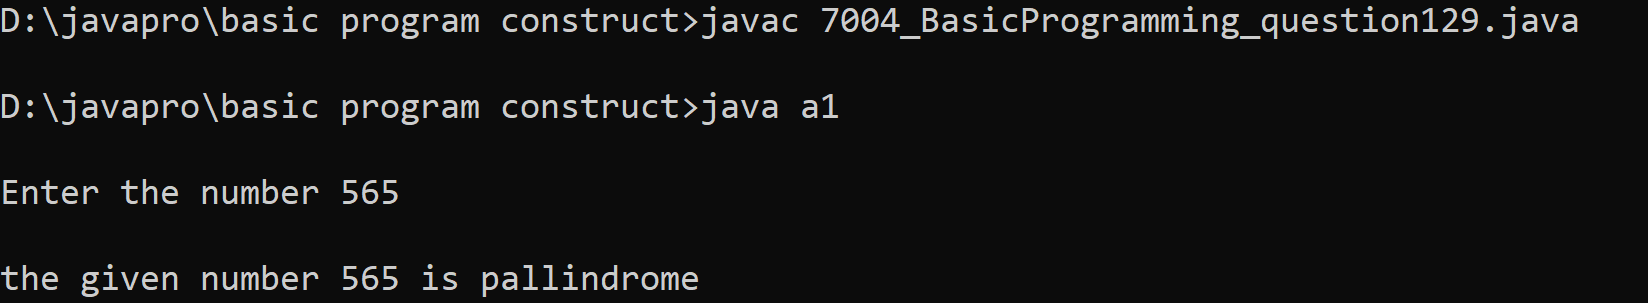 D:\javapro\basic program construct>javac 7004_BasicProgramming_question129.java
D:\javapro\basic program construct>java a1
Enter the number 565
the given number 565 is pallindrome